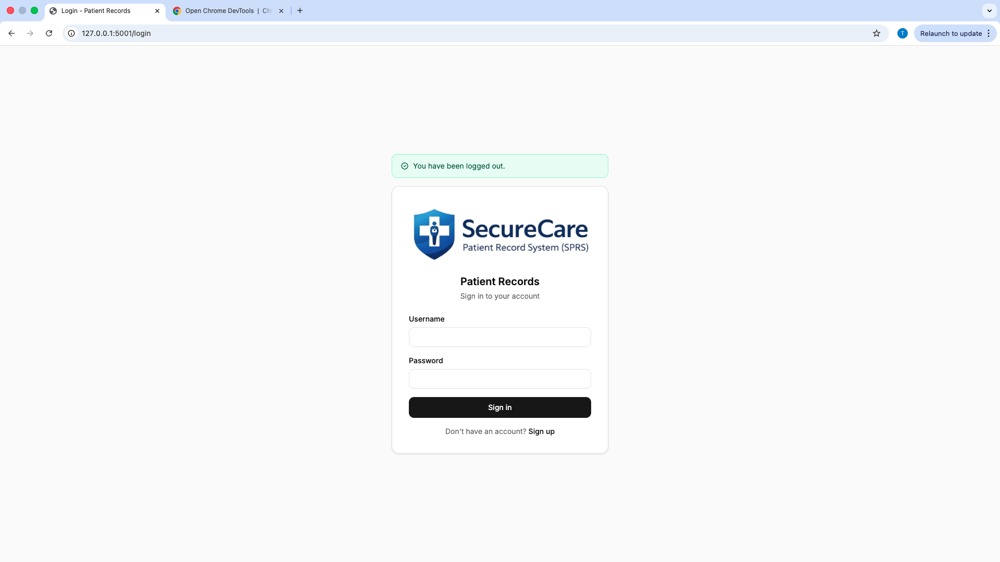 Login - Patient Records
Open Chrome DevTools | Ch
127.0.0.1:5001/login
T
Relaunch to update
You have been logged out.
SecureCare
Patient Record System (SPRS)
Patient Records
Sign in to your account
Username
Password
Sign in
Don't have an account? Sign up